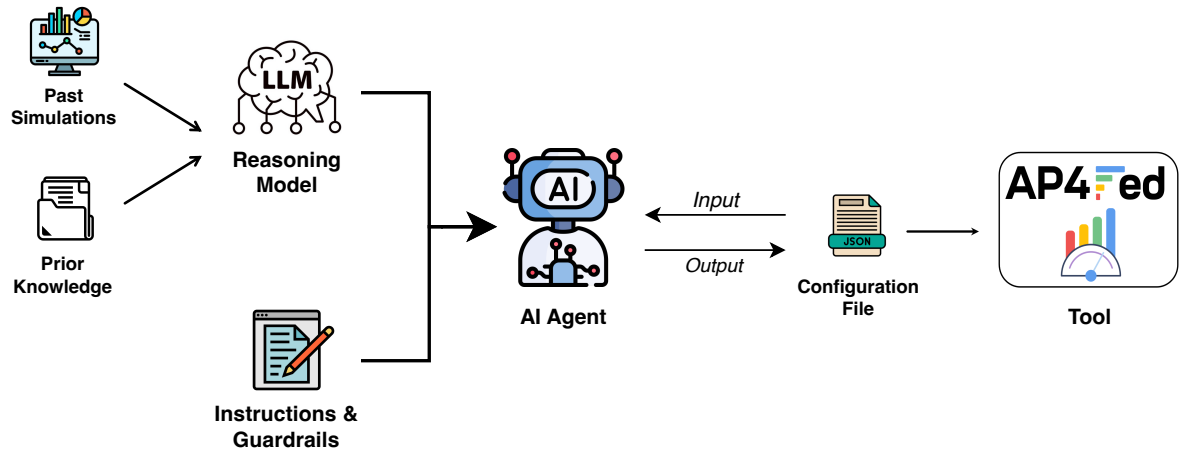 Past
Simulations
LLM
Reasoning
Model
Prior
Knowledge
Instructions &
Guardrails
AI
AI Agent
Input
Output
JSON
Configuration
File
AP4Fed
Tool